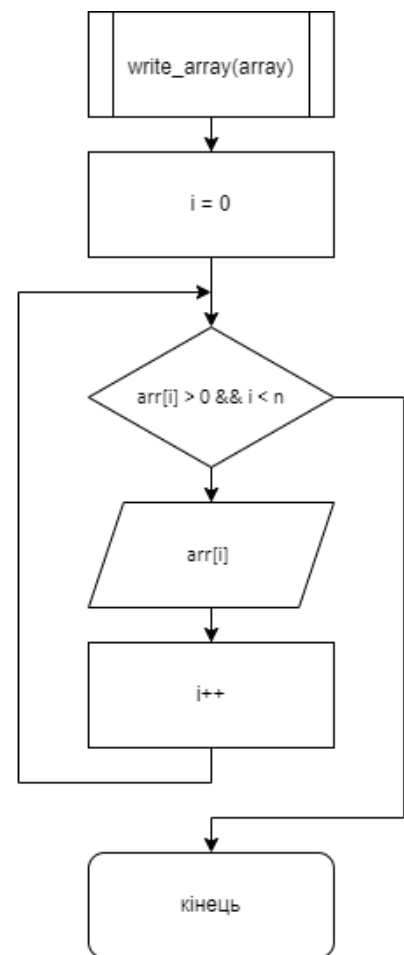 write_array(array)
i = 0
arr[i] > 0 && i < n
arr[i]
i++
кінець